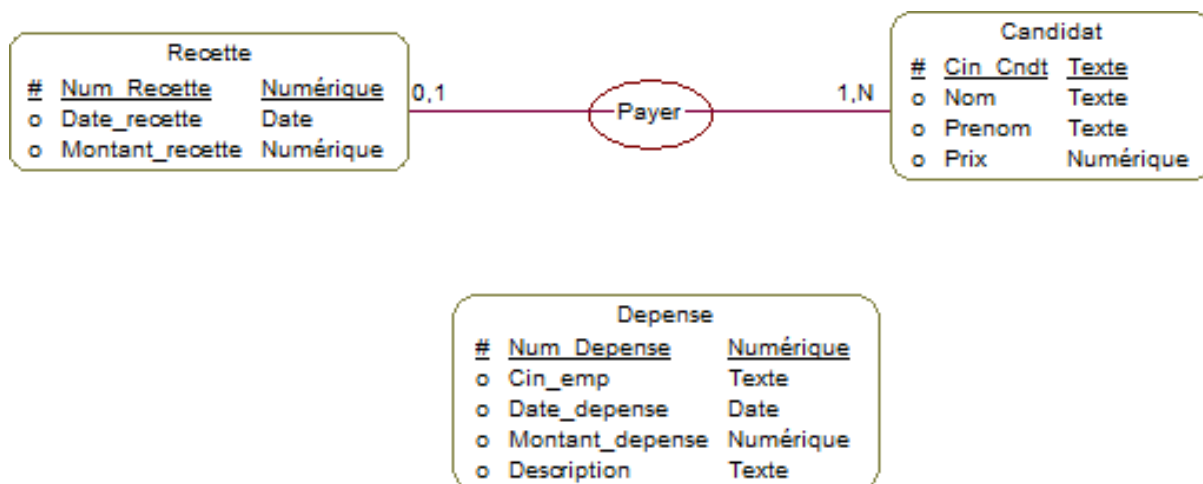 Recette
# Num_Recette Numérique
o Date_recette Date
o Montant_recette Numérique
0,1
Payer
1,N
Candidat
# Cin_Cndt Texte
o Nom Texte
o Prenom Texte
o Prix Numérique
Depense
# Num_Depense Numérique
o Cin_emp Texte
o Date_depense Date
o Montant_depense Numérique
o Description Texte